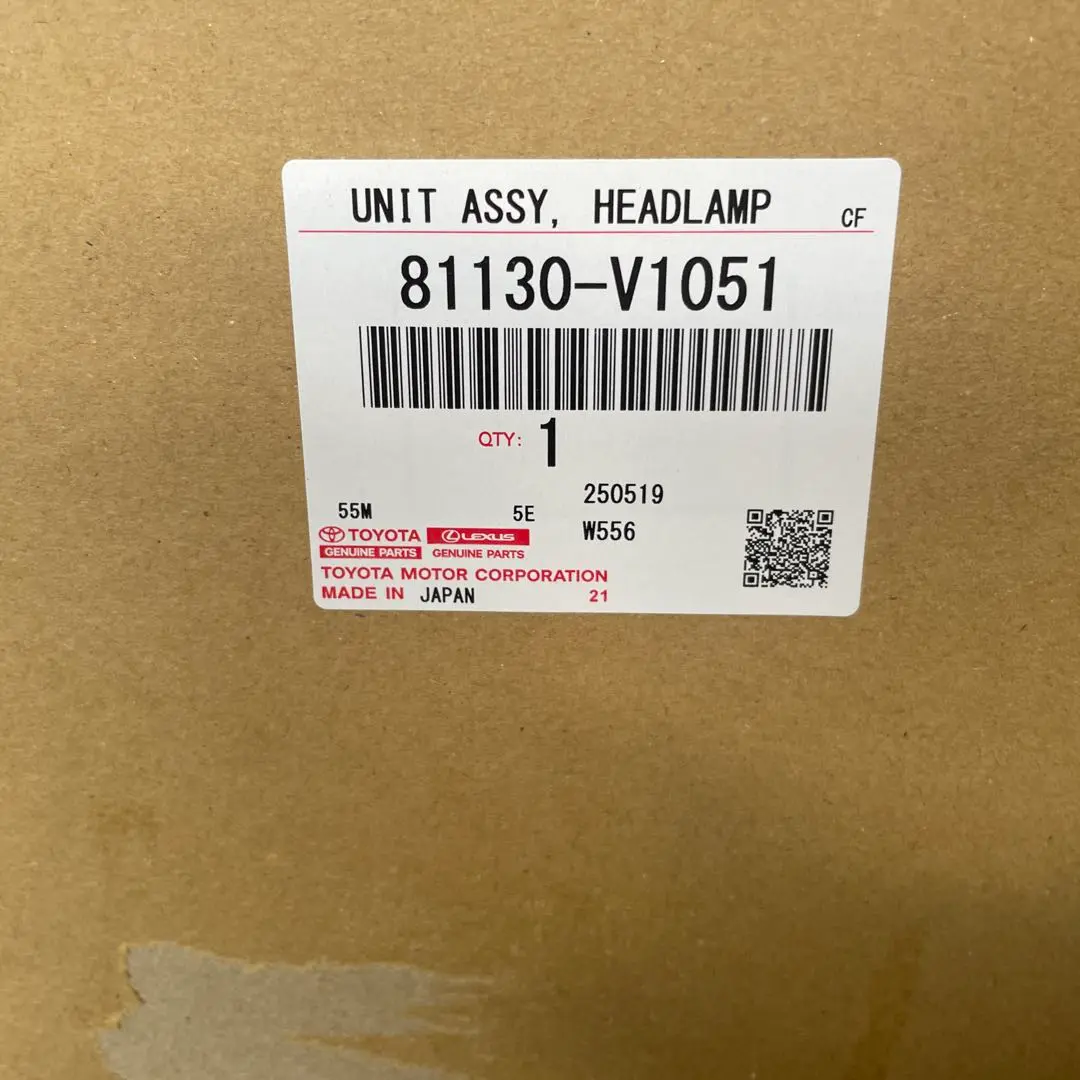 UNIT ASSY, HEADLAMP CF
81130-V1051
QTY: 1
250519
55M 5E W556
TOYOTA LEXUS
GENUINE PARTS GENUINE PARTS
TOYOTA MOTOR CORPORATION
MADE IN JAPAN 21